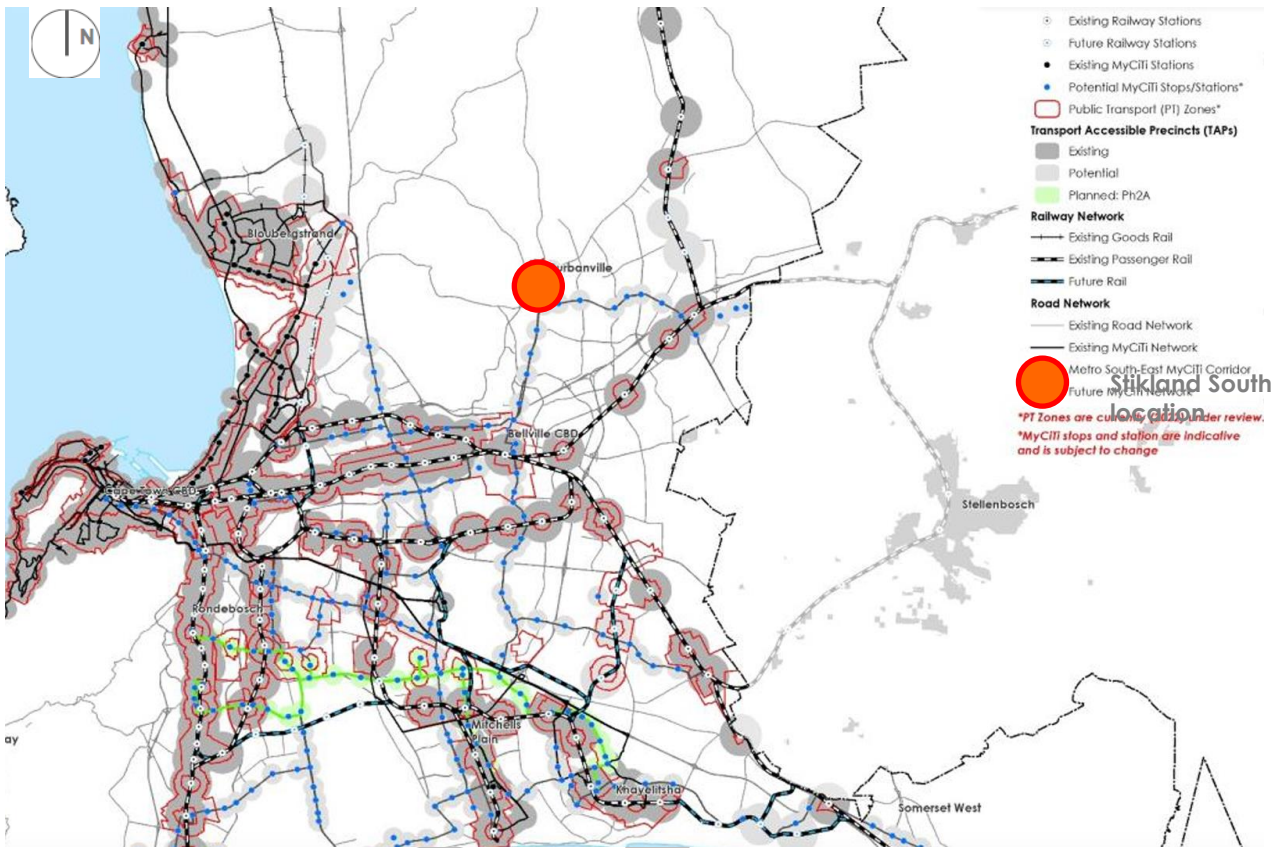 N
Existing Railway Stations
Future Railway Stations
Existing MyCiTi Stations
Potential MyCiTi Stops/Stations*
Public Transport (PT) Zones*
Transport Accessible Precincts (TAPs)
Existing
Potential
Planned: Ph2A
Railway Network
Existing Goods Rail
Existing Passenger Rail
Future Rail
Road Network
Existing Road Network
Existing MyCiTi Network
Metro South-East MyCiTi Corridor
Future MyCiTi Network
Stikland South
location
*PT Zones are currently under review.
*MyCiTi stops and station are indicative
and is subject to change
Bloubergstrand
urbanville
Bellville CBD
Cape Town CBD
Stellenbosch
Rondebosch
Mitchells
Plain
ay
Khayelitsha
Somerset West